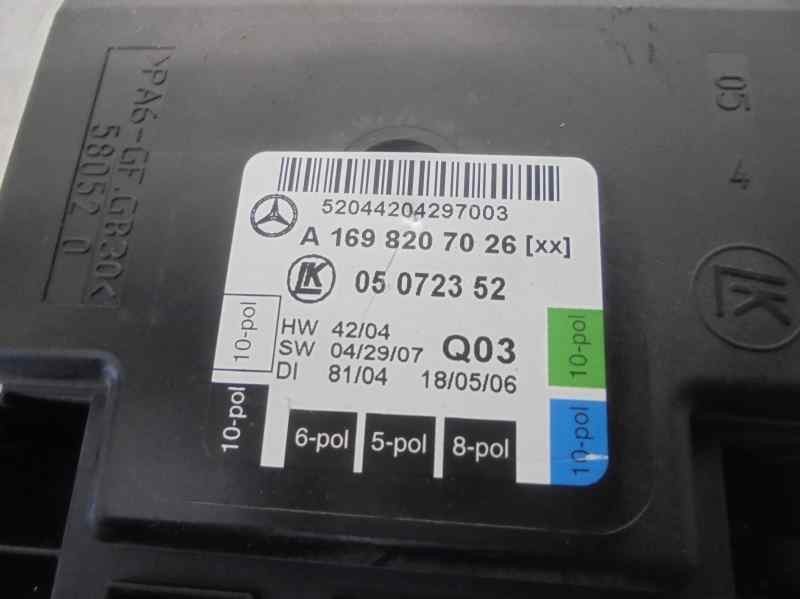 >PA6-GF.GB30<
58052 0
05
4
52044204297003
A 169 820 70 26 [xx]
LK
05 0723 52
LK
HW 42/04
SW 04/29/07 Q03
DI 81/04 18/05/06
10-pol
10-pol
10-pol
6-pol
5-pol
8-pol
10-pol